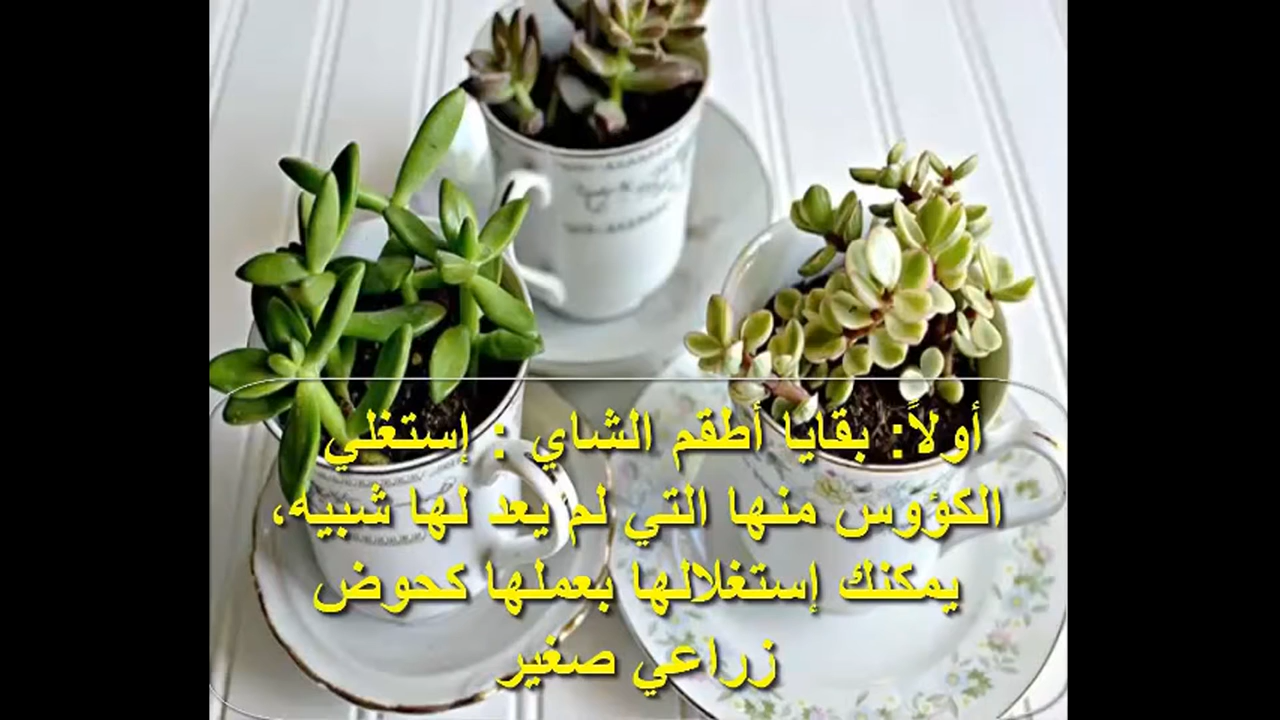 أولاً: بقايا أطقم الشاي : إستغلي
الكؤوس منها التي لم يعد لها شبيه،
يمكنك إستغلالها بعملها كحوض
زراعي صغير